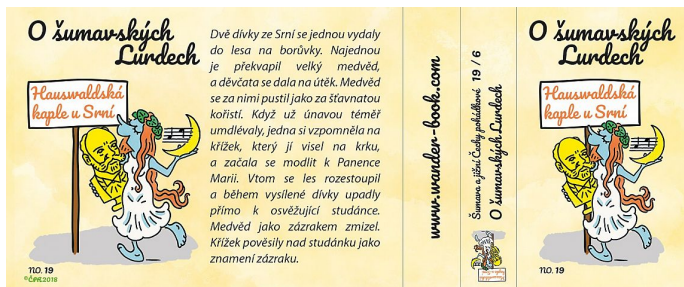 O šumavských
Lurdech
Hauswaldská
kaple u Srní
NO. 19
©ČPR 2018
Dvě dívky ze Srní se jednou vydaly
do lesa na borůvky. Najednou
je překvapil velký medvěd,
a děvčata se dala na útěk. Medvěd
se za nimi pustil jako za šťavnatou
kořistí. Když už únavou téměř
umdlévaly, jedna si vzpomněla na
křížek, který jí visel na krku,
a začala se modlit k Panence
Marii. Vtom se les rozestoupil
a během vysílené dívky upadly
přímo k osvěžující studánce.
Medvěd jako zázrakem zmizel.
Křížek pověsily nad studánku jako
znamení zázraku.
www.wander-book.com
Šumava a jižní Čechy pohádkové 19 / 6
O šumavských Lurdech
Hauswaldská
kaple u Srní
O šumavských
Lurdech
Hauswaldská
kaple u Srní
NO. 19